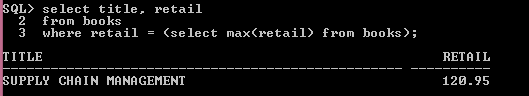 SQL> select title, retail
2 from books
3 where retail = (select max(retail) from books);
TITLE RETAIL
SUPPLY CHAIN MANAGEMENT 120.95